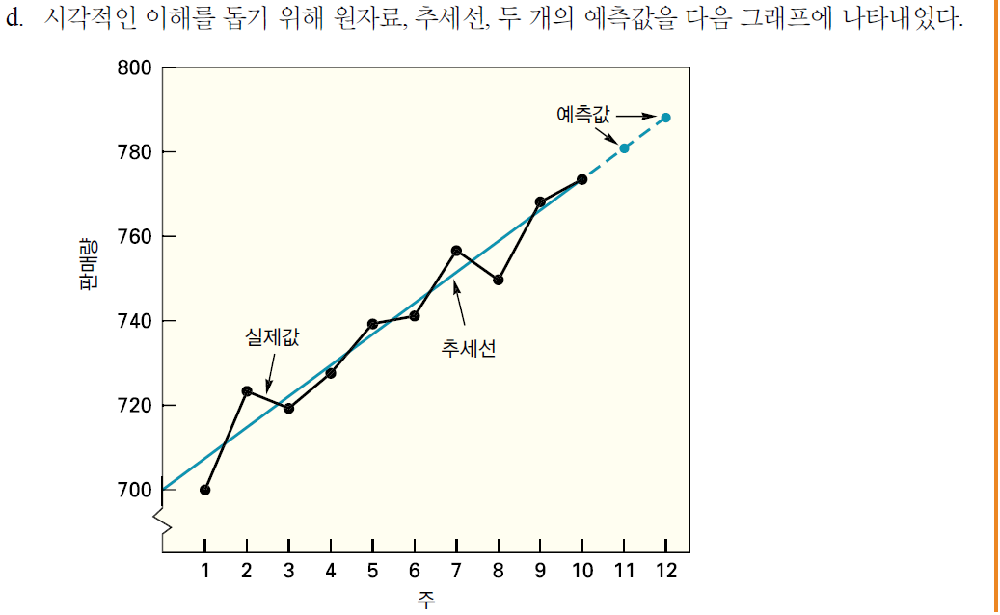 d. 시각적인 이해를 돕기 위해 원자료, 추세선, 두 개의 예측값을 다음 그래프에 나타내었다.
800
예측값
780
760
판매량
740
실제값
추세선
720
700
1 2 3 4 5 6 7 8 9 10 11 12
주